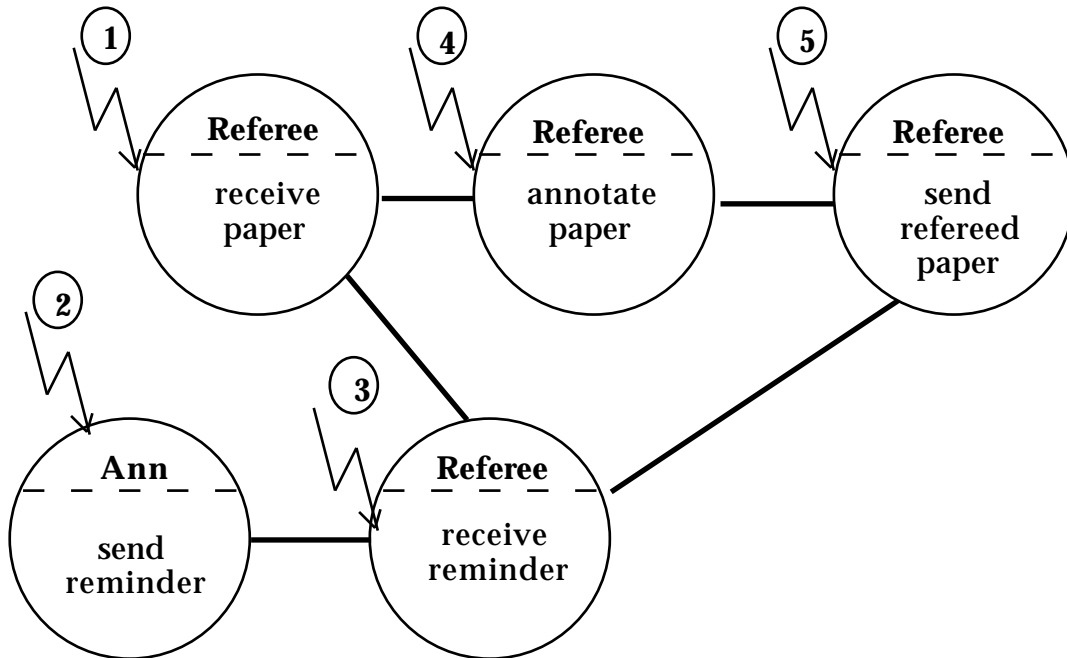 1
4
5
Referee
receive
paper
Referee
annotate
paper
Referee
send
refereed
paper
2
3
Ann
send
reminder
Referee
receive
reminder